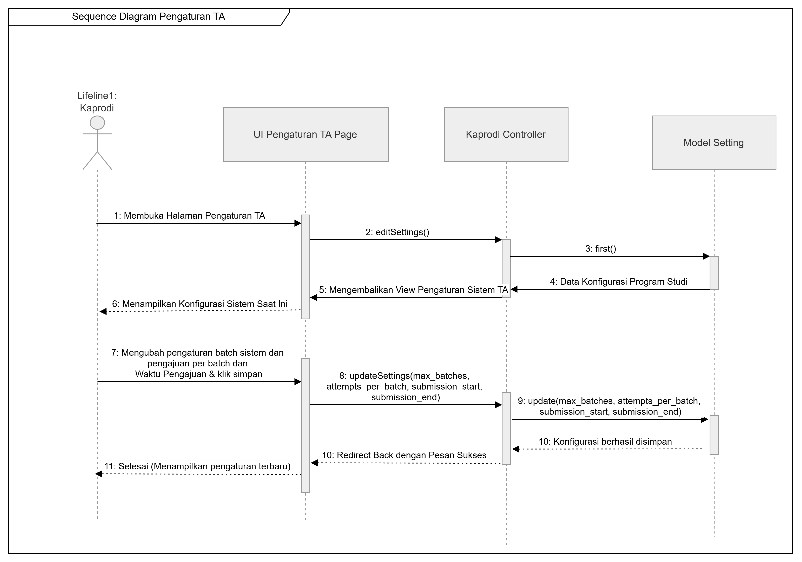 Sequence Diagram Pengaturan TA
Lifeline1:
Kaprodi
UI Pengaturan TA Page
Kaprodi Controller
Model Setting
1: Membuka Halaman Pengaturan TA
2: editSettings()
3: first()
4: Data Konfigurasi Program Studi
5: Mengembalikan View Pengaturan Sistem TA
6: Menampilkan Konfigurasi Sistem Saat Ini
7: Mengubah pengaturan batch sistem dan
pengajuan per batch dan
Waktu Pengajuan & klik simpan
8: updateSettings(max_batches,
attempts_per_batch, submission_start,
submission_end)
9: update(max_batches, attempts_per_batch,
submission_start, submission_end)
10: Konfigurasi berhasil disimpan
10: Redirect Back dengan Pesan Sukses
11: Selesai (Menampilkan pengaturan terbaru)